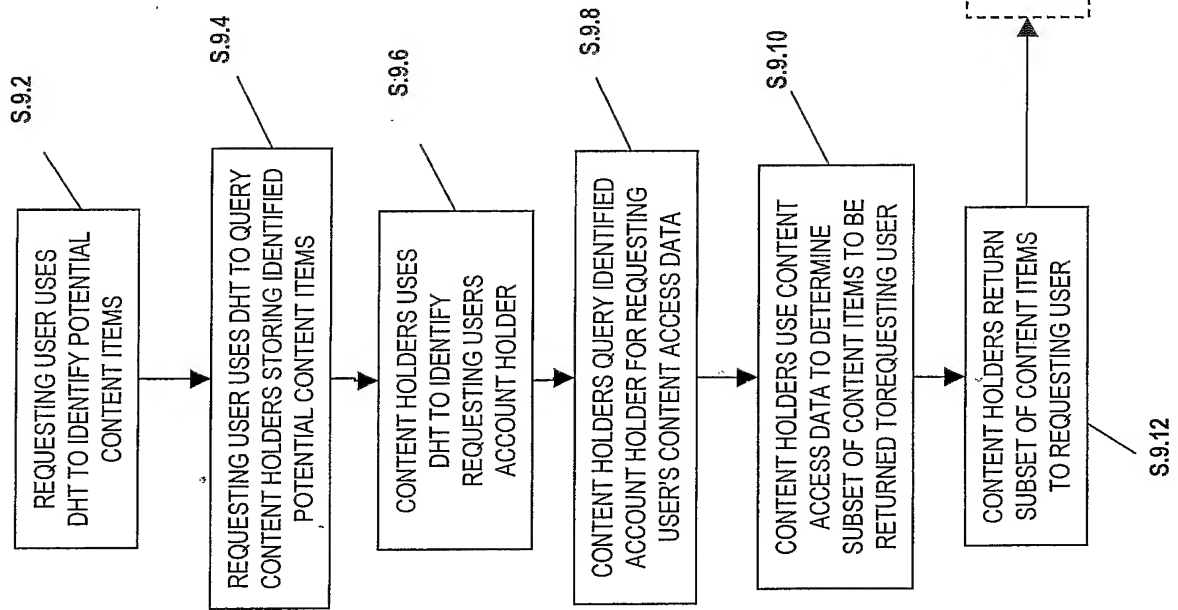 S.9.2
REQUESTING USER USES
DHT TO IDENTIFY POTENTIAL
CONTENT ITEMS
S.9.4
REQUESTING USER USES DHT TO QUERY
CONTENT HOLDERS STORING IDENTIFIED
POTENTIAL CONTENT ITEMS
S.9.6
CONTENT HOLDERS USES
DHT TO IDENTIFY
REQUESTING USERS
ACCOUNT HOLDER
S.9.8
CONTENT HOLDERS QUERY IDENTIFIED
ACCOUNT HOLDER FOR REQUESTING
USER'S CONTENT ACCESS DATA
S.9.10
CONTENT HOLDERS USE CONTENT
ACCESS DATA TO DETERMINE
SUBSET OF CONTENT ITEMS TO BE
RETURNED TOREQUESTING USER
CONTENT HOLDERS RETURN
SUBSET OF CONTENT ITEMS
TO REQUESTING USER
S.9.12